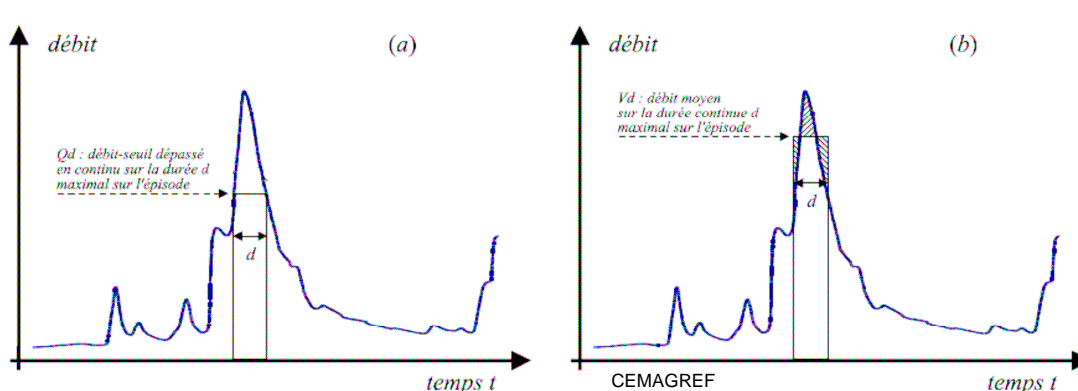 débit
(a)
Qd : débit-seuil dépassé
en continu sur la durée d
maximal sur l'épisode
d
temps t
débit
(b)
Vd : débit moyen
sur la durée continue d
maximal sur l'épisode
d
temps t
CEMAGREF